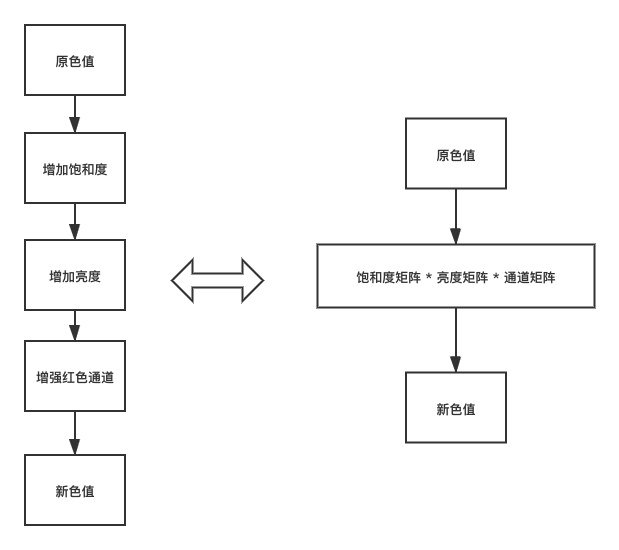 原色值
增加饱和度
增加亮度
增强红色通道
新色值
原色值
饱和度矩阵 * 亮度矩阵 * 通道矩阵
新色值